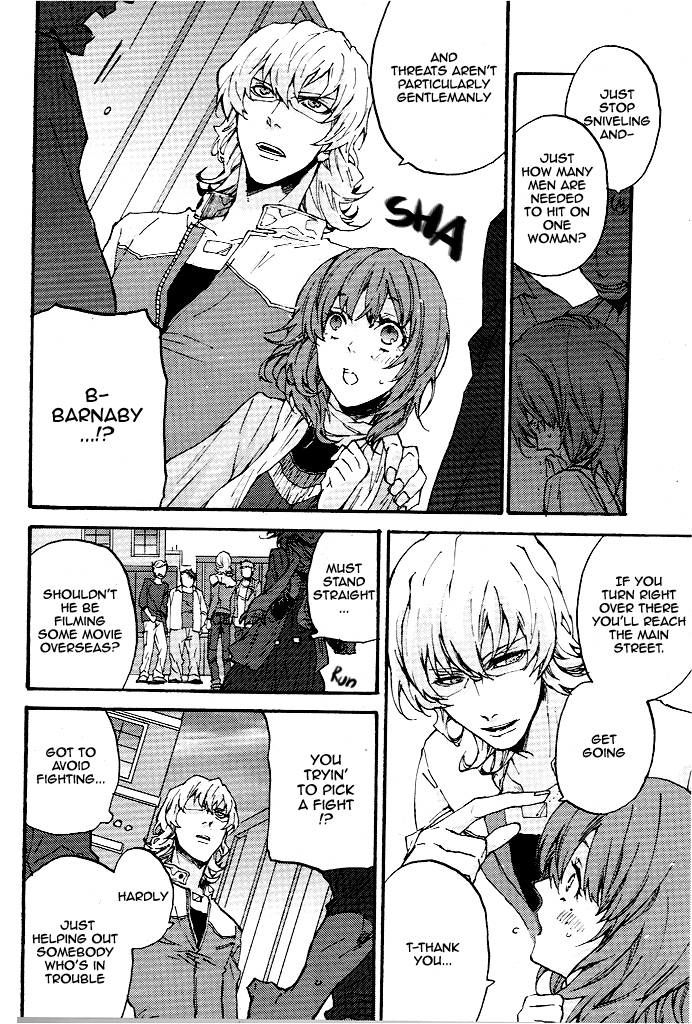 JUST
STOP
SNIVELING
AND-
JUST
HOW MANY
MEN ARE
NEEDED
TO HIT ON
ONE
WOMAN?
AND
THREATS AREN'T
PARTICULARLY
GENTLEMANLY
SHA
B-
BARNABY
...!?
IF YOU
TURN RIGHT
OVER THERE
YOU'LL REACH
THE MAIN
STREET.
GET
GOING
T-THANK
YOU...
MUST
STAND
STRAIGHT
...
RUN
SHOULDN'T
HE BE
FILMING
SOME MOVIE
OVERSEAS?
YOU
TRYIN'
TO PICK
A FIGHT
!?
GOT TO
AVOID
FIGHTING...
HARDLY
JUST
HELPING OUT
SOMEBODY
WHO'S IN
TROUBLE